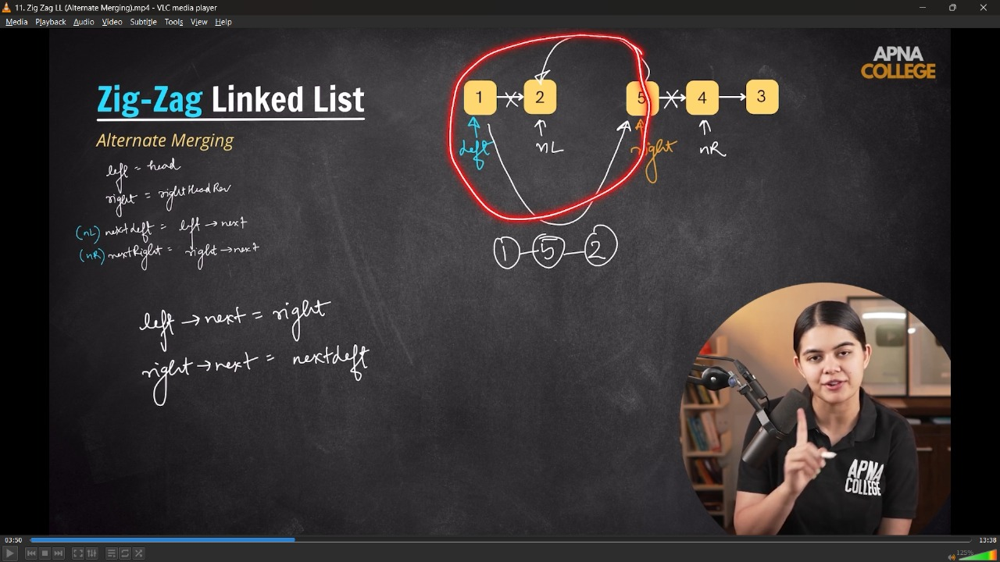 11. Zig Zag LL (Alternate Merging).mp4 - VLC media player
Media Playback Audio Video Subtitle Tools View Help
APNA
COLLEGE
Zig-Zag Linked List
Alternate Merging
left = head
right = rightHeadRev
(nL) nextLeft = left → next
(nR) nextRight = right → next
left → next = right
right → next = nextLeft
1 2 5 4 3
left nL right nR
1 5 2
APNA
COLLEGE
03:50 13:38
125%